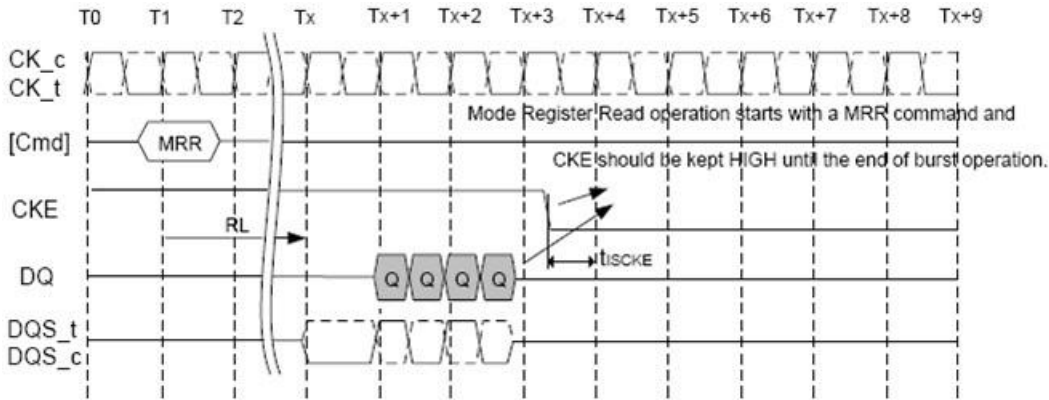 T0 T1 T2 Tx Tx+1 Tx+2 Tx+3 Tx+4 Tx+5 Tx+6 Tx+7 Tx+8 Tx+9
CK_c
CK_t
Mode Register Read operation starts with a MRR command and
[Cmd] MRR
CKE should be kept HIGH until the end of burst operation.
CKE
RL
tISCKE
DQ Q Q Q Q
DQS_t
DQS_c